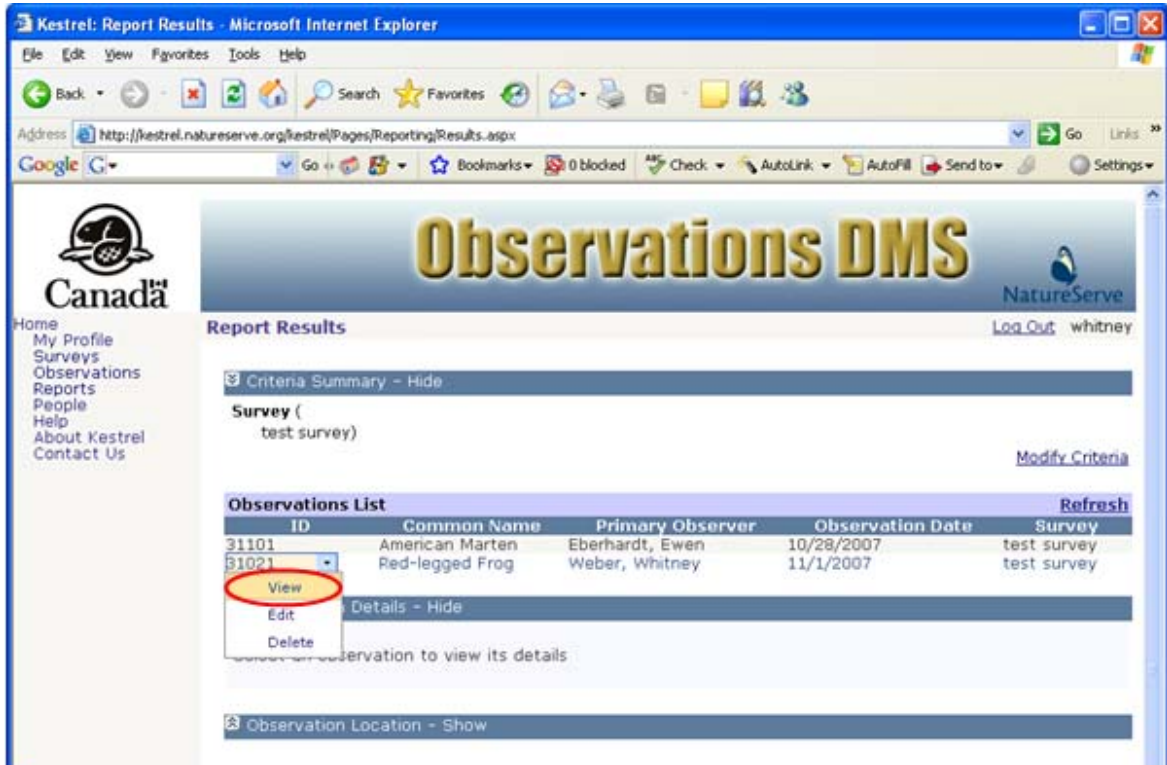 Kestrel: Report Results - Microsoft Internet Explorer
File Edit View Favorites Tools Help
Back Search Favorites
Address http://kestrel.natureserve.org/kestrel/Pages/Reporting/Results.aspx Go Links »
Google G Go Bookmarks 0 blocked ABC Check AutoLink AutoFill Send to Settings
Canada
Observations DMS
NatureServe
Home
My Profile
Surveys
Observations
Reports
People
Help
About Kestrel
Contact Us
Report Results Log Out whitney
Criteria Summary - Hide
Survey (
test survey)
Modify Criteria
Observations List Refresh
ID Common Name Primary Observer Observation Date Survey
31101 American Marten Eberhardt, Ewen 10/28/2007 test survey
31021 Red-legged Frog Weber, Whitney 11/1/2007 test survey
View
Edit
Delete
Details - Hide
observation to view its details
Observation Location - Show